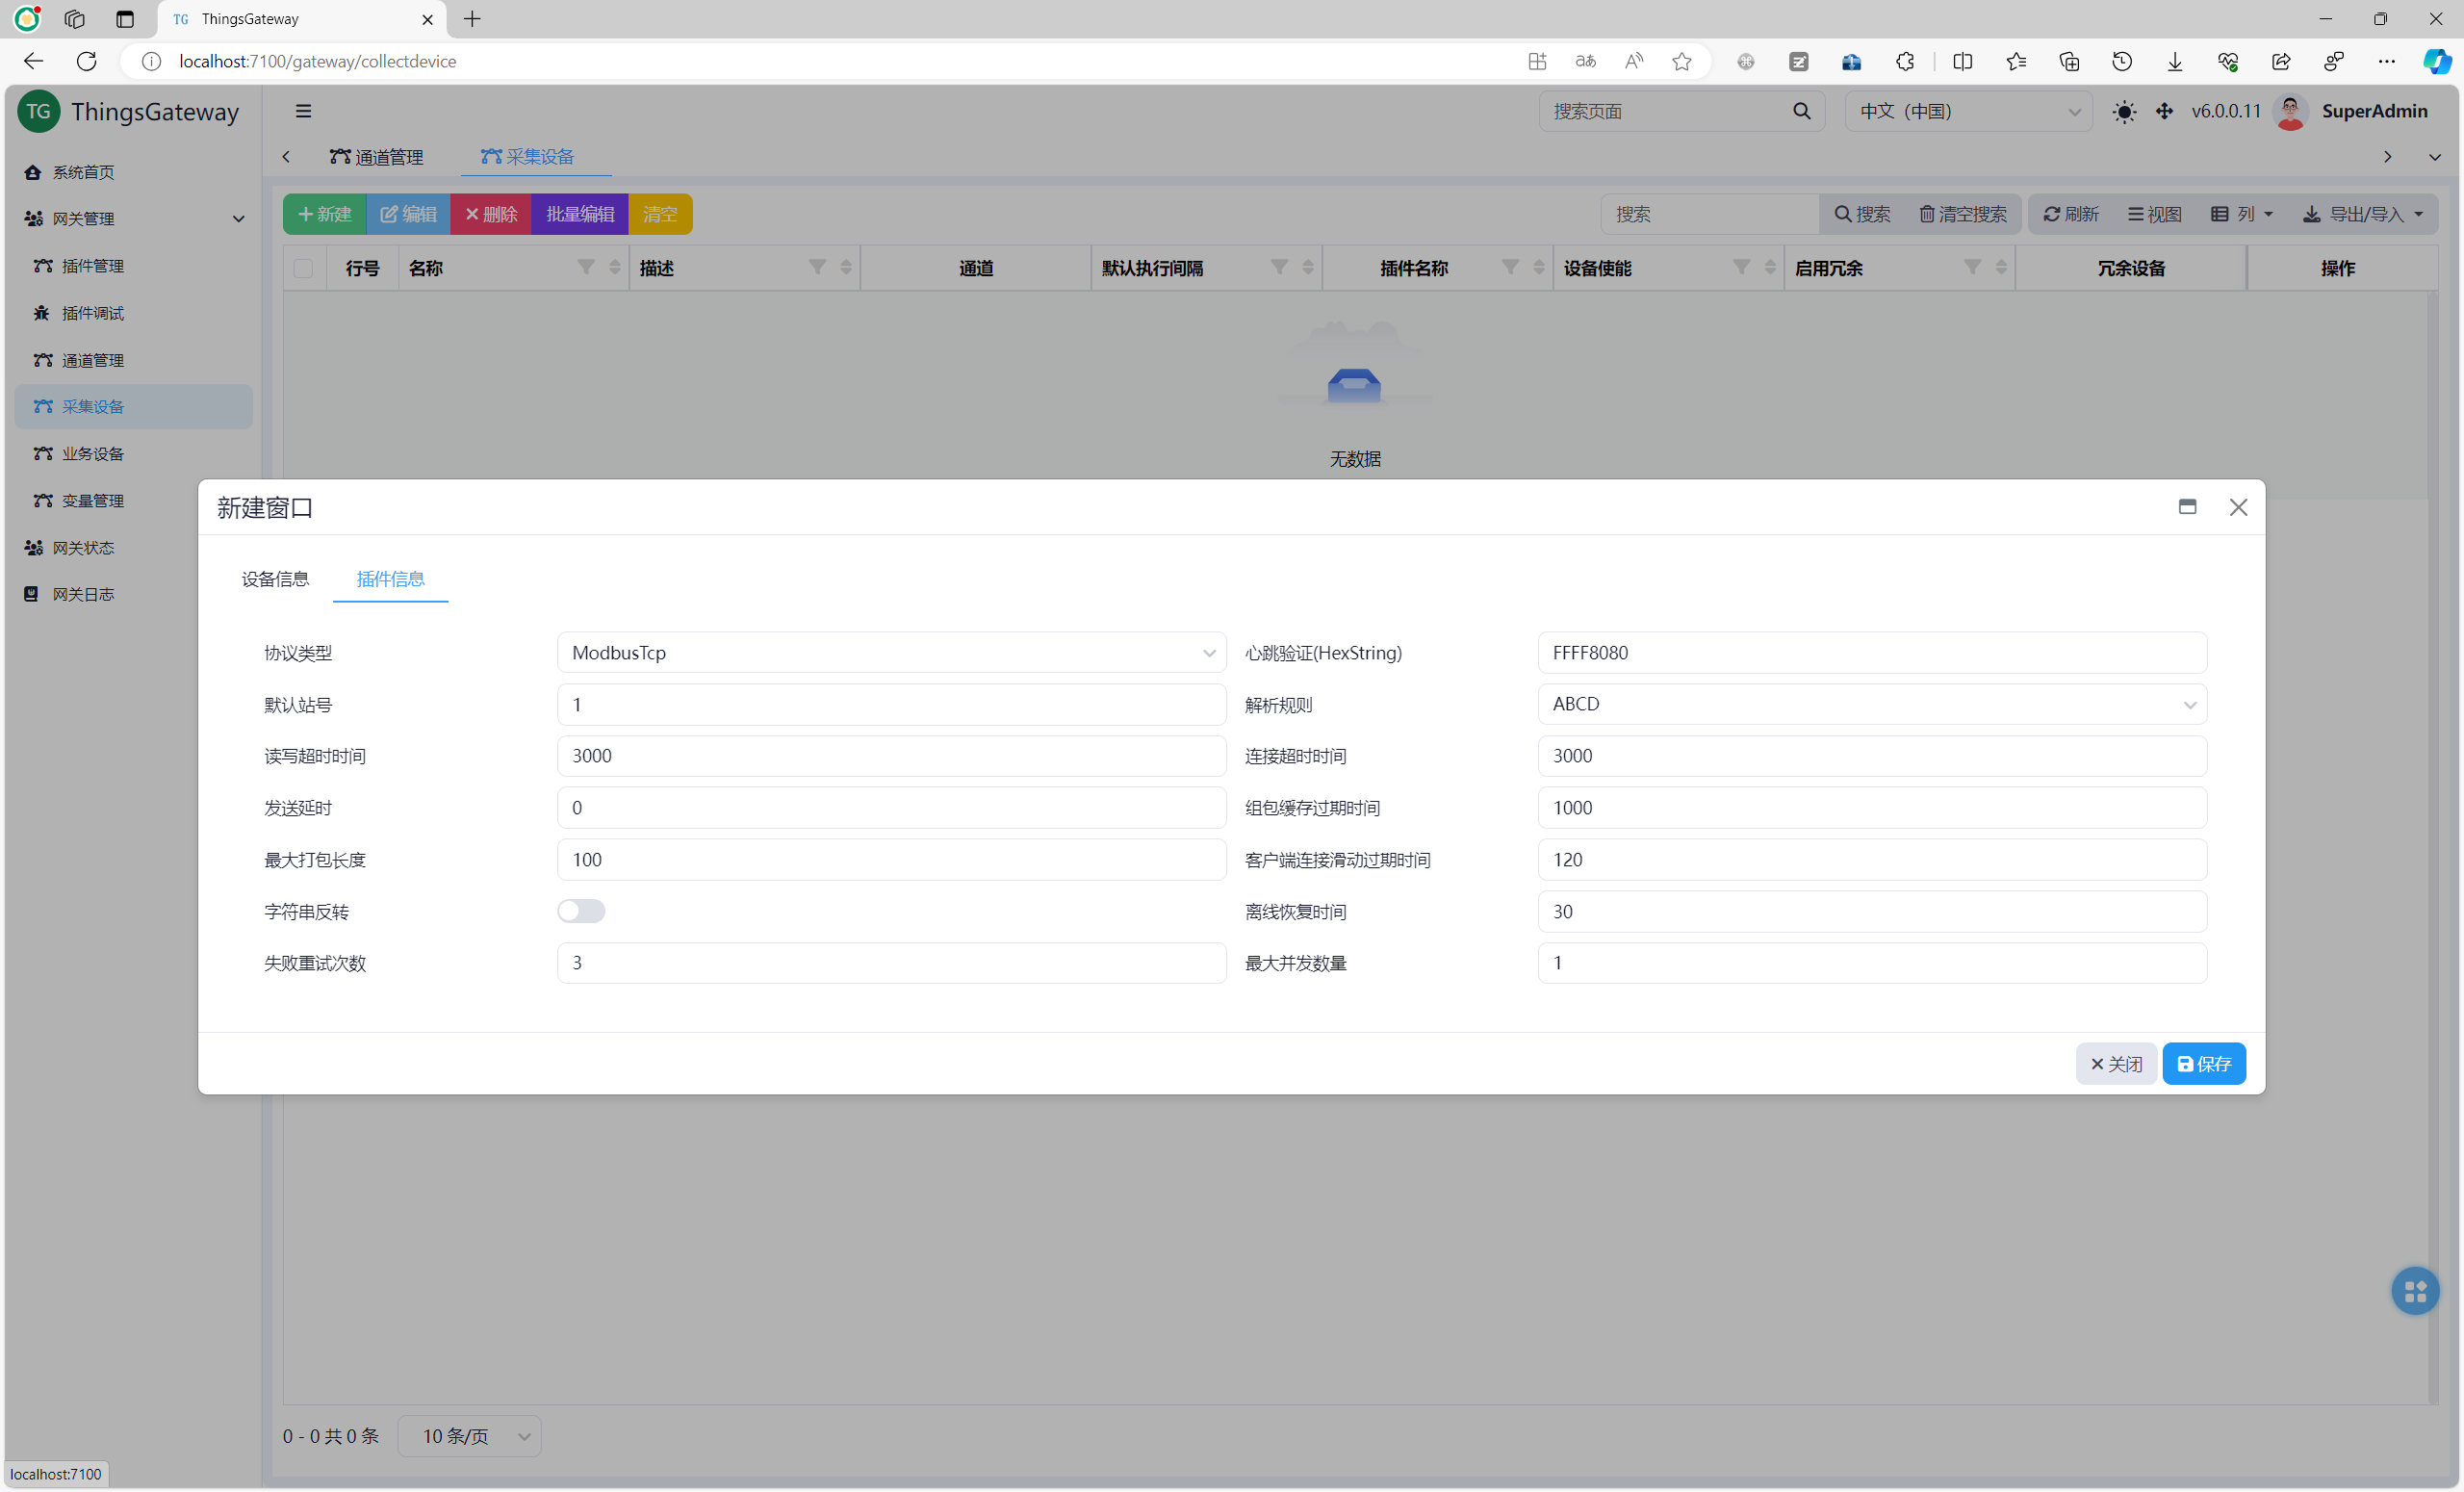 TG ThingsGateway
localhost:7100/gateway/collectdevice
TG ThingsGateway
搜索页面
中文（中国）
v6.0.0.11
SuperAdmin
系统首页
网关管理
插件管理
插件调试
通道管理
采集设备
业务设备
变量管理
网关状态
网关日志
通道管理
采集设备
新建 编辑 删除 批量编辑 清空
搜索 搜索 清空搜索 刷新 视图 列 导出/导入
行号 名称 描述 通道 默认执行间隔 插件名称 设备使能 启用冗余 冗余设备 操作
无数据
新建窗口
设备信息 插件信息
协议类型 ModbusTcp 心跳验证(HexString) FFFF8080
默认站号 1 解析规则 ABCD
读写超时时间 3000 连接超时时间 3000
发送延时 0 组包缓存过期时间 1000
最大打包长度 100 客户端连接滑动过期时间 120
字符串反转 离线恢复时间 30
失败重试次数 3 最大并发数量 1
关闭 保存
0 - 0 共 0 条 10 条/页
localhost:7100